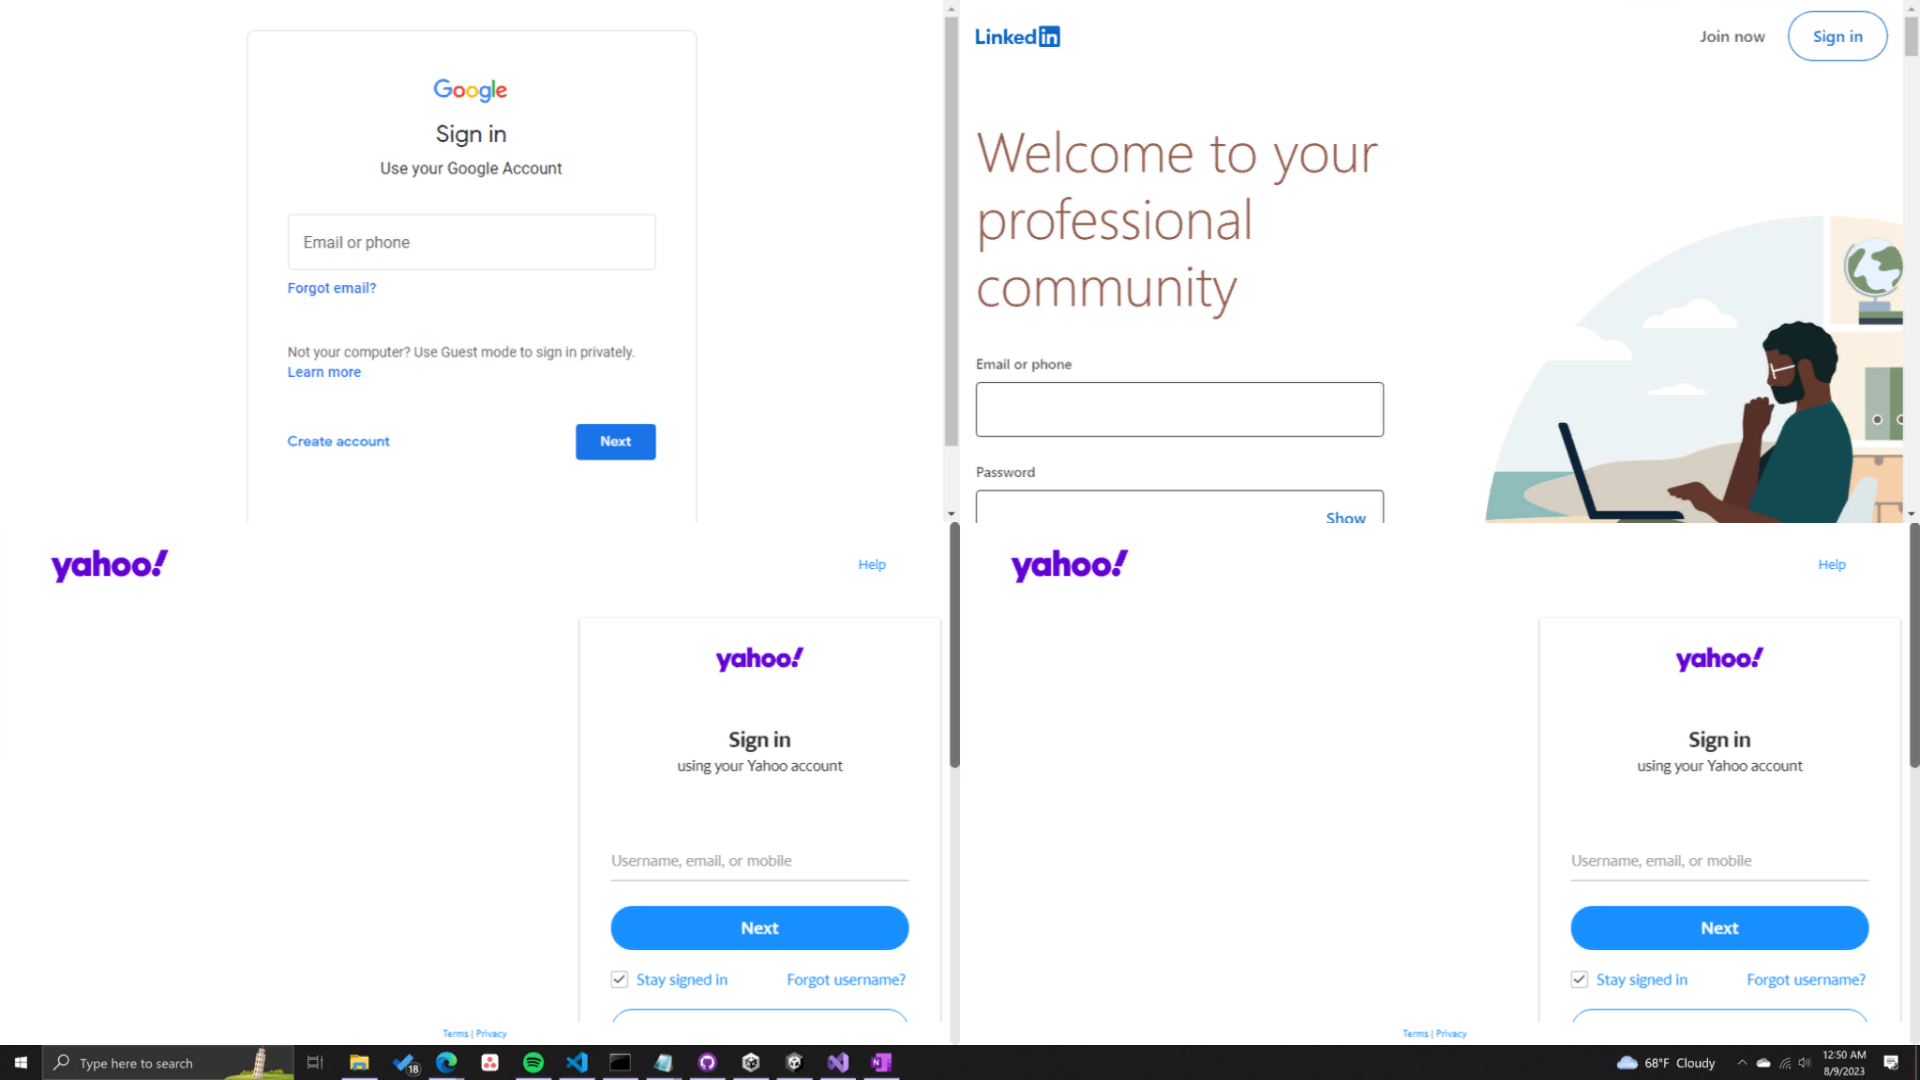 Google
Sign in
Use your Google Account
Email or phone
Forgot email?
Not your computer? Use Guest mode to sign in privately.
Learn more
Create account
Next
LinkedIn
Join now
Sign in
Welcome to your
professional
community
Email or phone
Password
Show
yahoo!
Help
yahoo!
Sign in
using your Yahoo account
Username, email, or mobile
Next
Stay signed in
Forgot username?
Terms | Privacy
yahoo!
Help
yahoo!
Sign in
using your Yahoo account
Username, email, or mobile
Next
Stay signed in
Forgot username?
Terms | Privacy
Type here to search
18
N
68°F Cloudy
12:50 AM
8/9/2023